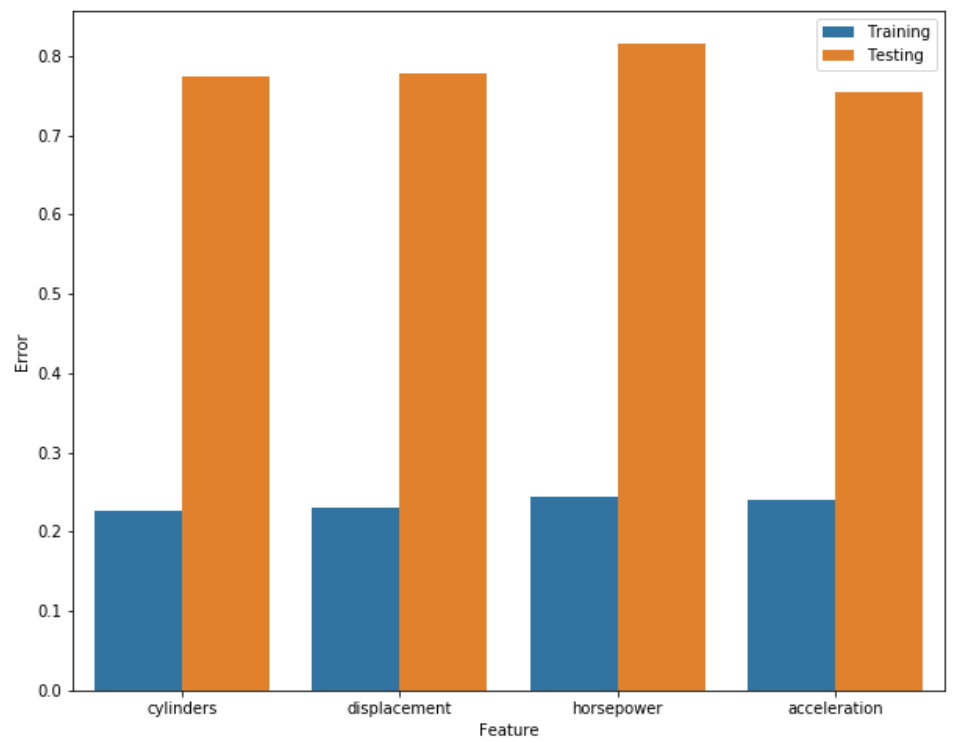 Training
Testing
0.8
0.7
0.6
0.5
0.4
0.3
0.2
0.1
0.0
Error
cylinders displacement horsepower acceleration
Feature